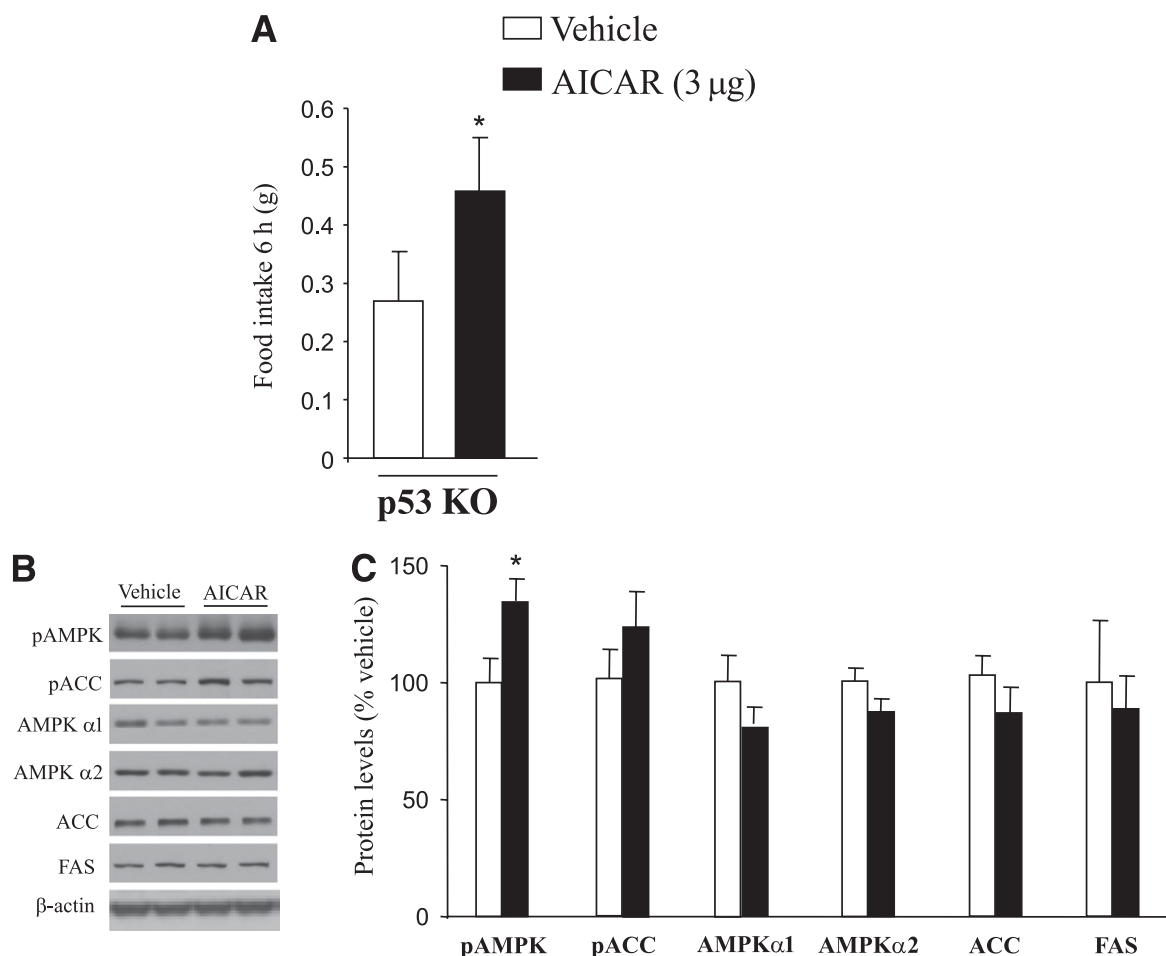 A
Vehicle
AICAR (3 μg)
0.6
0.5
0.4
0.3
0.2
0.1
0
Food intake 6 h (g)
*
p53 KO
B
Vehicle AICAR
pAMPK
pACC
AMPK α1
AMPK α2
ACC
FAS
β-actin
C
150
100
50
0
Protein levels (% vehicle)
*
pAMPK pACC AMPKα1 AMPKα2 ACC FAS